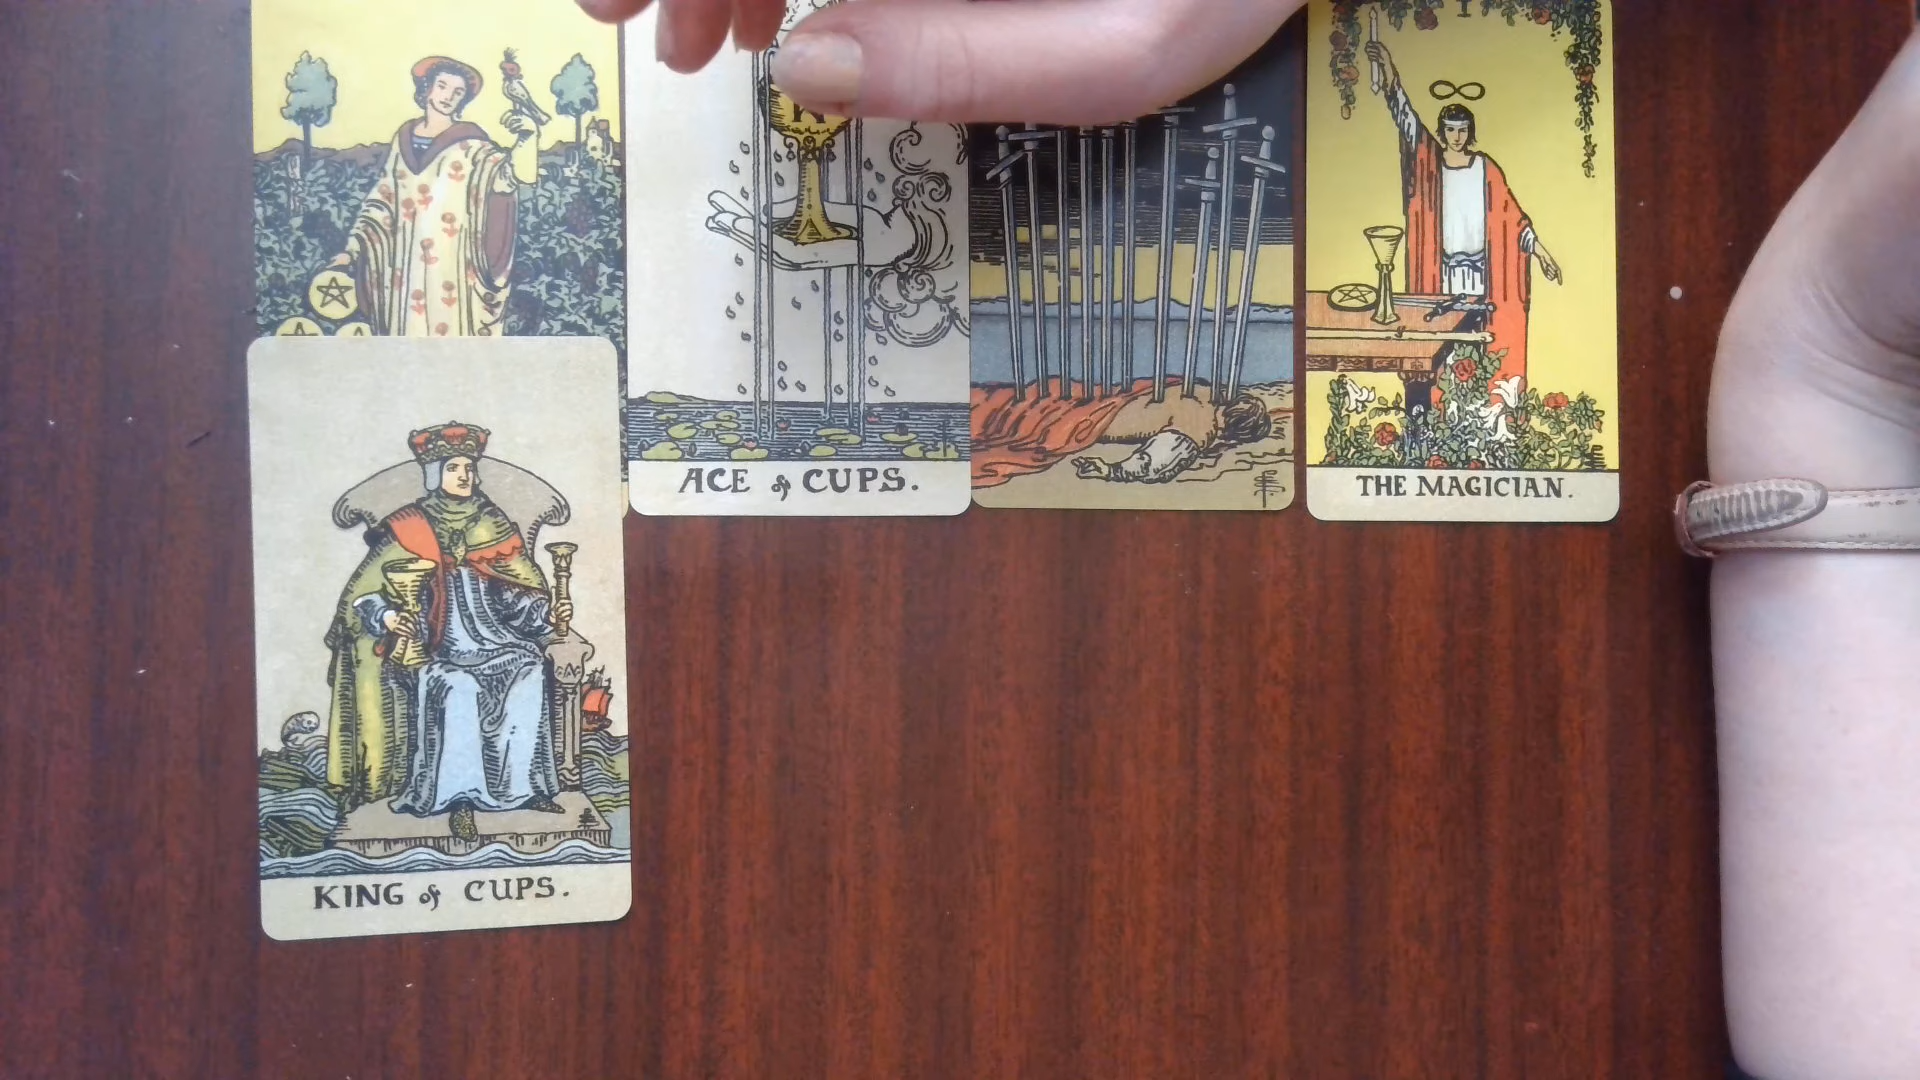 I
ACE of CUPS.
THE MAGICIAN.
KING of CUPS.